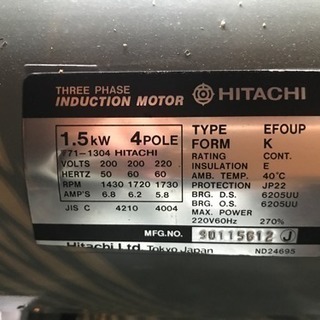 THREE PHASE
INDUCTION MOTOR
HITACHI
1.5kW 4POLE
771-1304 HITACHI
VOLTS 200 200 220
HERTZ 50 60 60
RPM 1430 1720 1730
AMP'S 6.8 6.2 5.8
JIS C 4210 4004
TYPE EFOUP
FORM K
RATING CONT.
INSULATION E
AMB. TEMP. 40°C
PROTECTION JP22
BRG. D.S. 6205UU
BRG. O.S. 6205UU
MAX. POWER
220V60Hz 270%
MFG.NO. 90115612 J
Hitachi Ltd. Tokyo Japan
ND24695